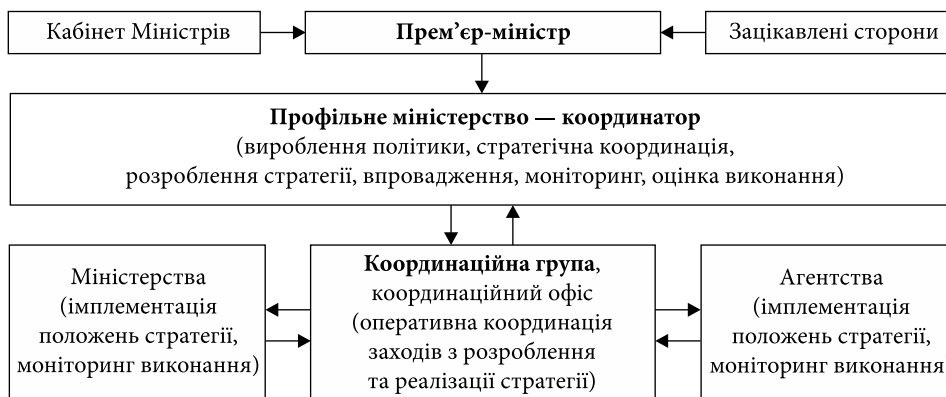 Кабінет Міністрів
Прем’єр-міністр
Зацікавлені сторони
Профільне міністерство — координатор
(вироблення політики, стратегічна координація,
розроблення стратегії, впровадження, моніторинг, оцінка виконання)
Міністерства
(імплементація
положень стратегії,
моніторинг виконання)
Координаційна група,
координаційний офіс
(оперативна координація
заходів з розроблення
та реалізації стратегії)
Агентства
(імплементація
положень стратегії,
моніторинг виконання